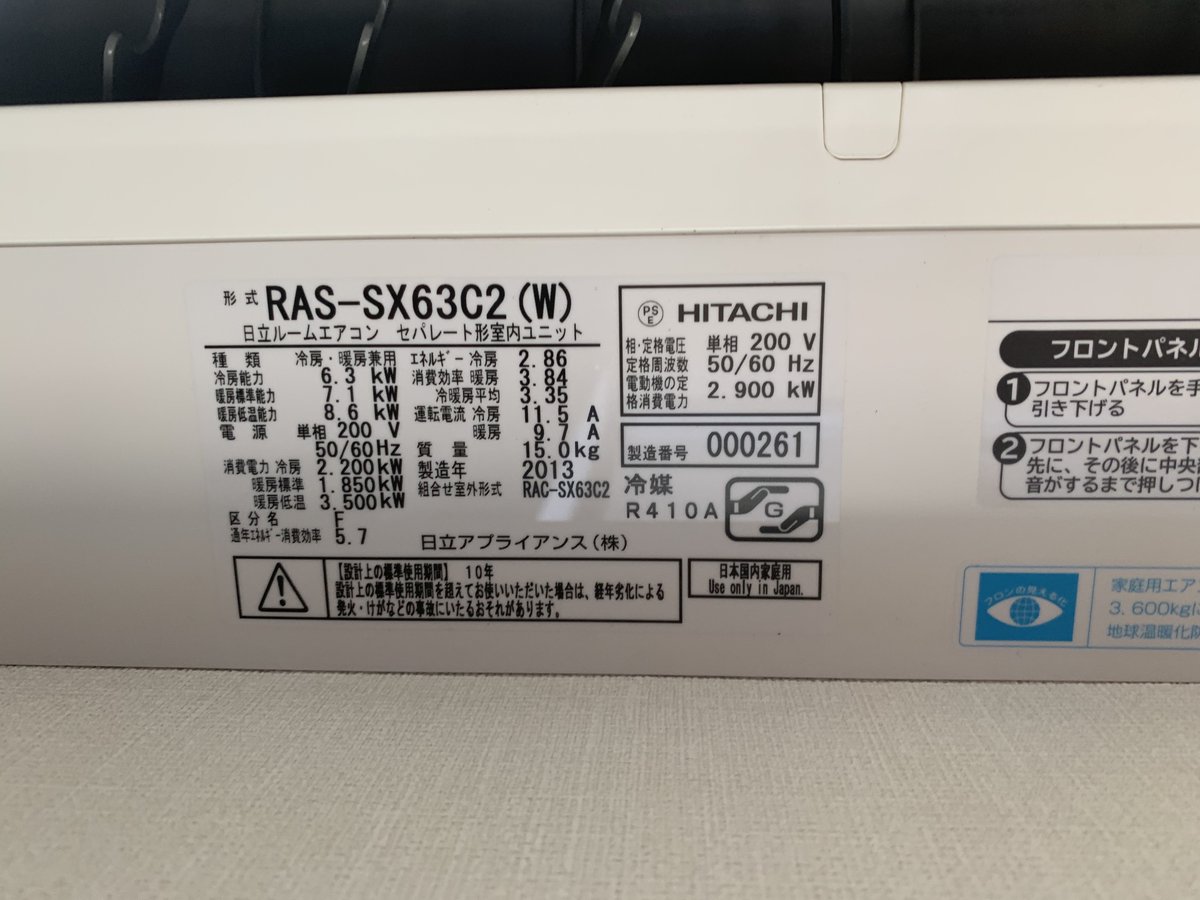 形式 RAS-SX63C2(W)
日立ルームエアコン セパレート形室内ユニット
種類 冷房・暖房兼用
冷房能力 6.3 kW
暖房標準能力 7.1 kW
暖房低温能力 8.6 kW
電源 単相 200 V
50/60Hz
消費電力 冷房 2.200kW
暖房標準 1.850kW
暖房低温 3.500kW
区分名 F
通年エネルギー消費効率 5.7
エネルギー 冷房 2.86
消費効率 暖房 3.84
冷暖房平均 3.35
運転電流 冷房 11.5 A
暖房 9.7 A
質量 15.0kg
製造年 2013
組合せ室外形式 RAC-SX63C2
日立アプライアンス(株)
PS
E
HITACHI
相・定格電圧 単相 200 V
定格周波数 50/60 Hz
電動機の定
格消費電力 2.900 kW
製造番号 000261
冷媒
R410A
G
【設計上の標準使用期間】 10年
設計上の標準使用期間を超えてお使いいただいた場合は、経年劣化による
発火・けがなどの事故にいたるおそれがあります。
日本国内家庭用
Use only in Japan.
フロントパネル
1 フロントパネルを手
引き下げる
2 フロントパネルを下
先に、その後に中央部
音がするまで押しつけ
フロンの見える化
家庭用エア
3.600kg
地球温暖化防